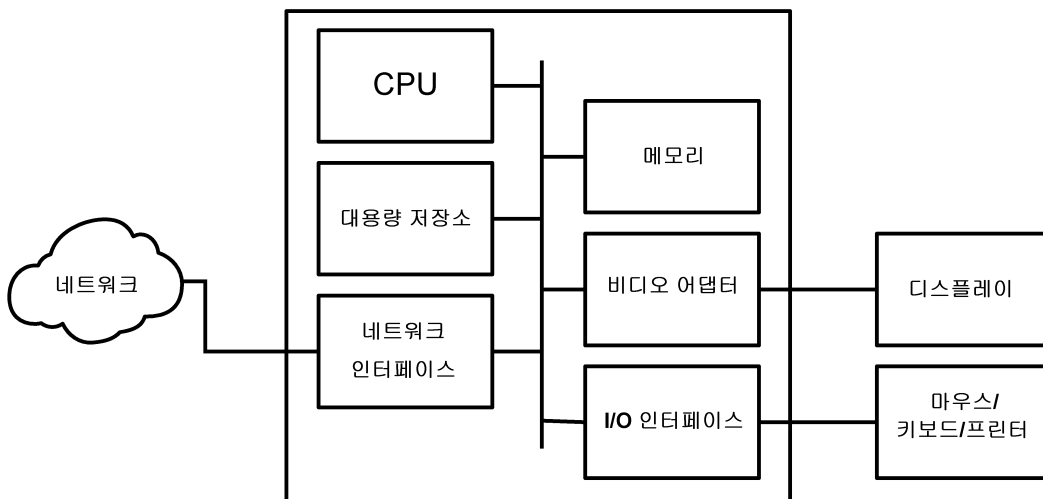 CPU
메모리
대용량 저장소
네트워크
비디오 어댑터
디스플레이
네트워크
인터페이스
I/O 인터페이스
마우스/
키보드/프린터